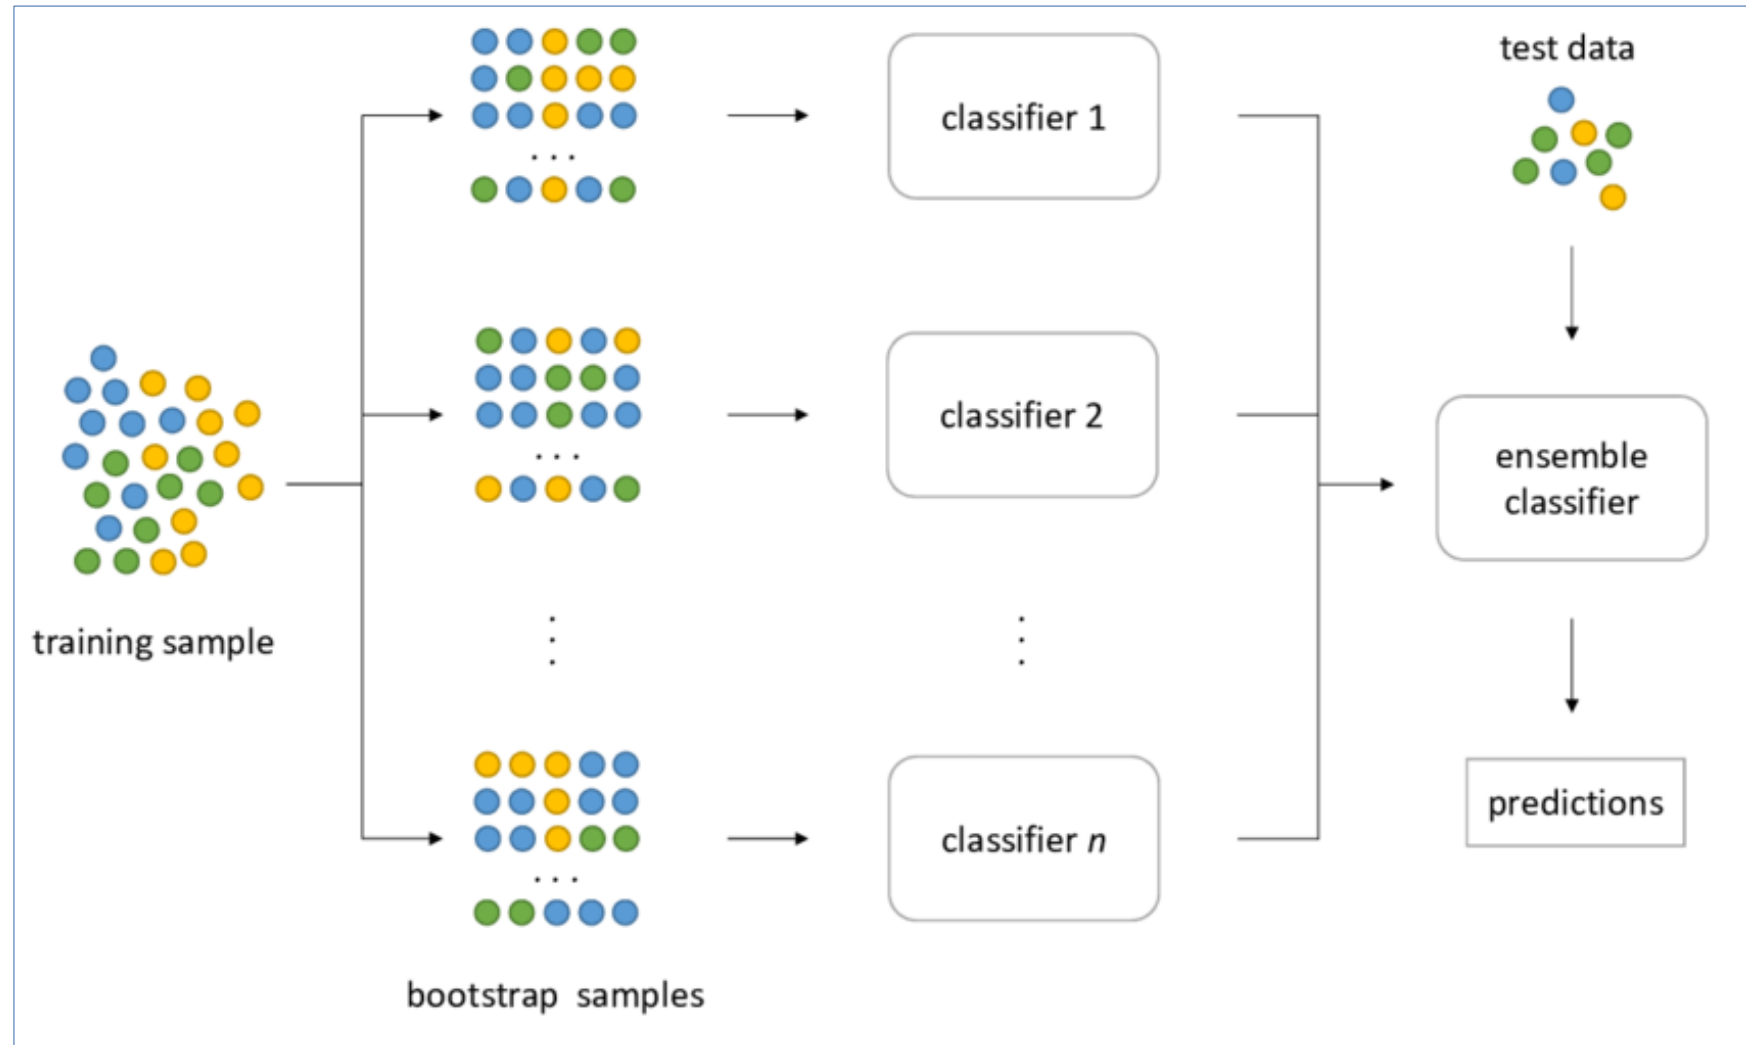 training sample
. . .
. . .
. . .
bootstrap samples
classifier 1
classifier 2
classifier n
test data
ensemble
classifier
predictions